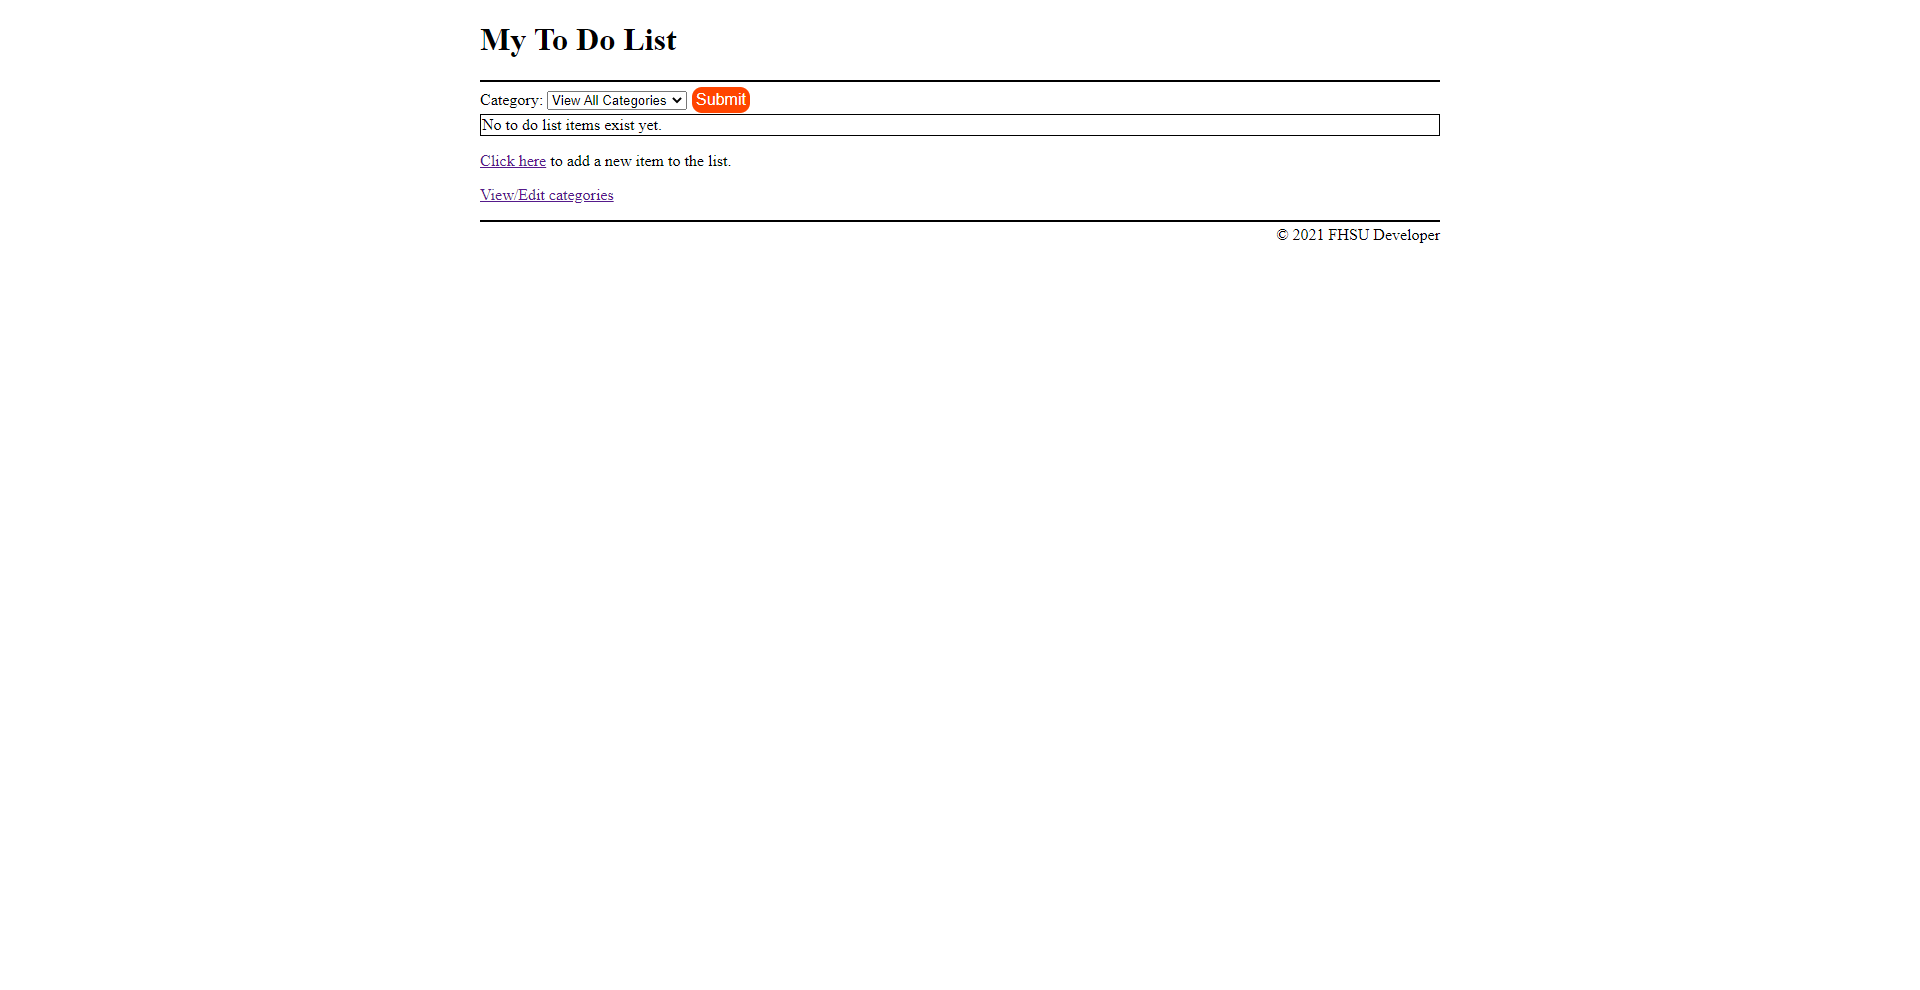 My To Do List
Category: View All Categories Submit
No to do list items exist yet.
Click here to add a new item to the list.
View/Edit categories
© 2021 FHSU Developer